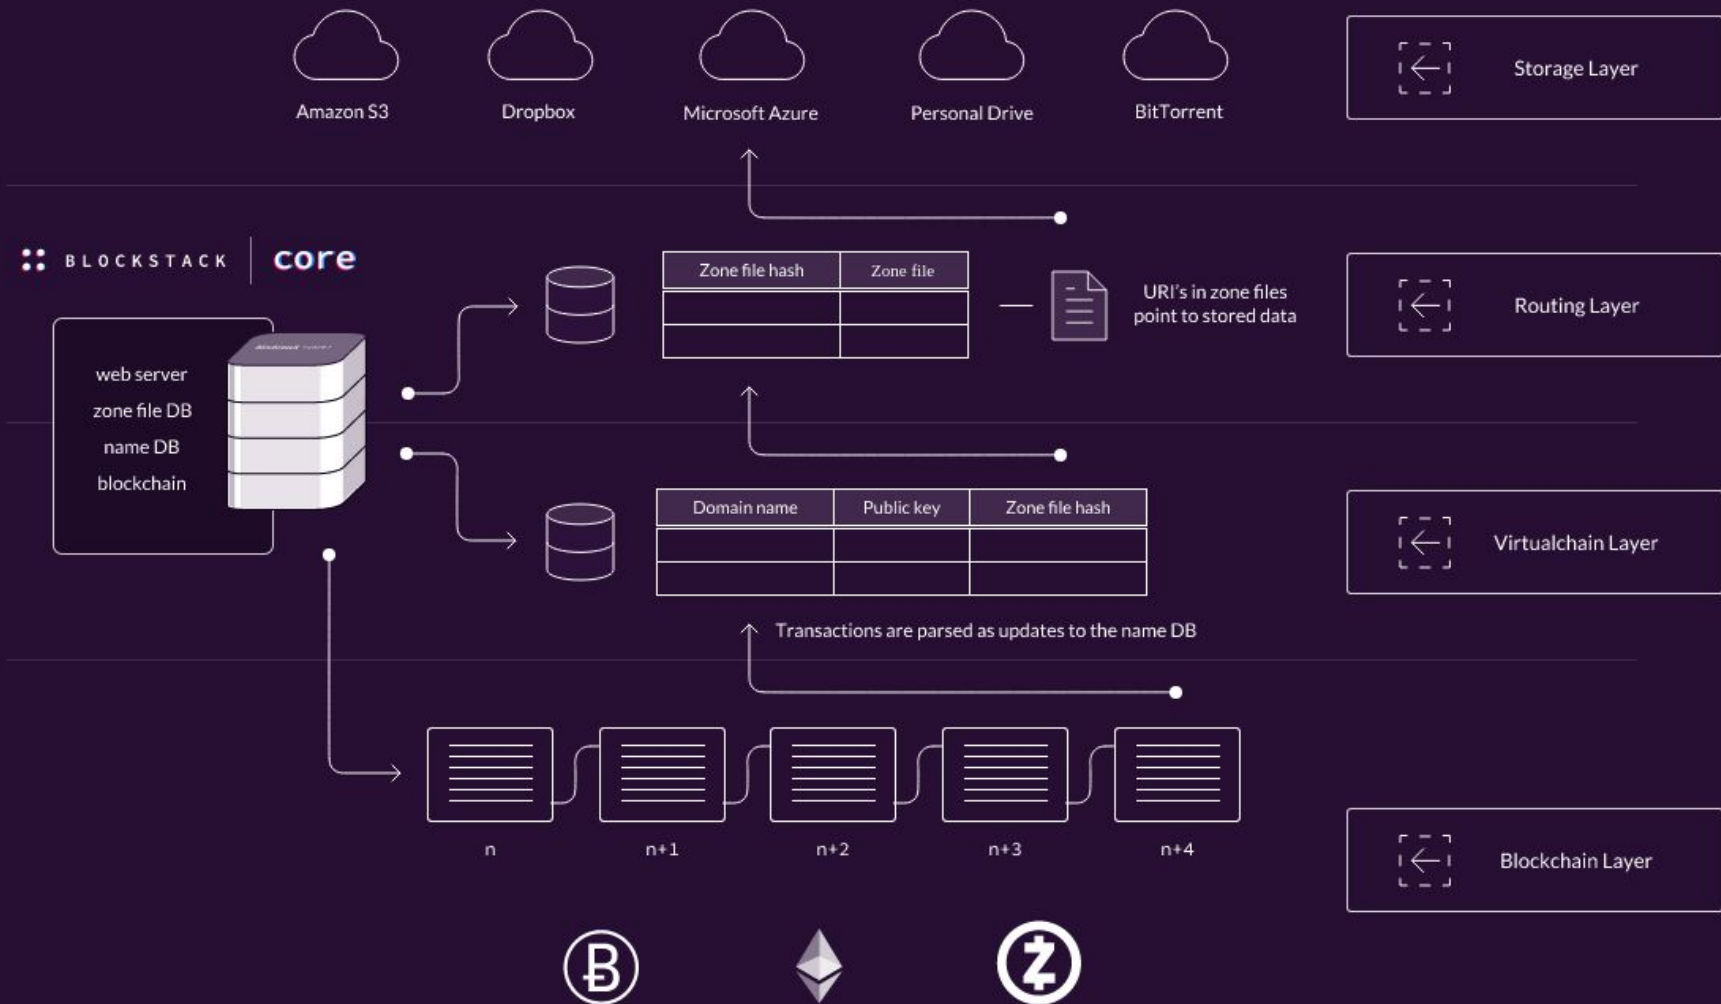 Amazon S3
Dropbox
Microsoft Azure
Personal Drive
BitTorrent
Storage Layer
BLOCKSTACK
core
web server
zone file DB
name DB
blockchain
Zone file hash
Zone file
URI's in zone files
point to stored data
Routing Layer
Domain name
Public key
Zone file hash
Transactions are parsed as updates to the name DB
Virtualchain Layer
n
n+1
n+2
n+3
n+4
Blockchain Layer